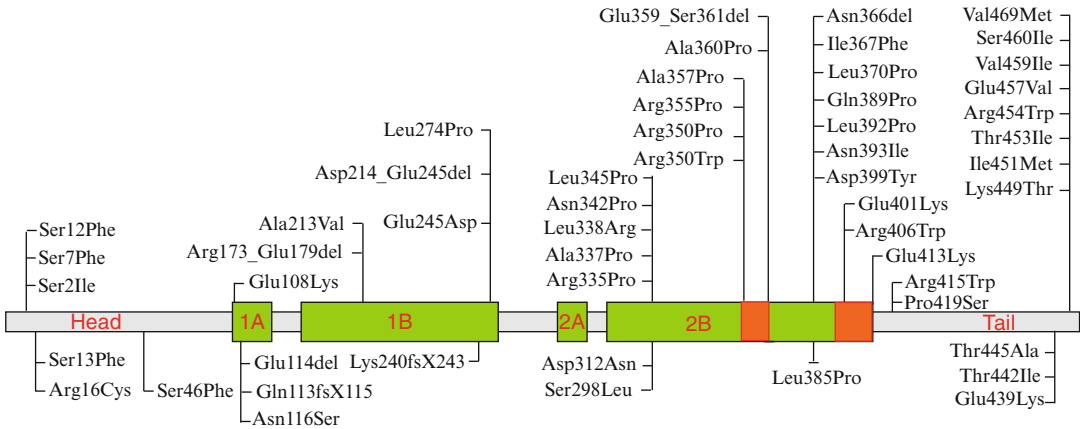 Glu359_Ser361del
Ala360Pro
Ala357Pro
Arg355Pro
Arg350Pro
Arg350Trp
Asn366del
Ile367Phe
Leu370Pro
Gln389Pro
Leu392Pro
Asn393Ile
Asp399Tyr
Val469Met
Ser460Ile
Val459Ile
Glu457Val
Arg454Trp
Thr453Ile
Ile451Met
Lys449Thr
Leu274Pro
Asp214_Glu245del
Glu245Asp
Leu345Pro
Asn342Pro
Leu338Arg
Ala337Pro
Arg335Pro
Glu401Lys
Arg406Trp
Glu413Lys
Arg415Trp
Pro419Ser
Ser12Phe
Ser7Phe
Ser2Ile
Ala213Val
Arg173_Glu179del
Glu108Lys
Head
1A
1B
2A
2B
Tail
Ser13Phe
Arg16Cys
Ser46Phe
Glu114del
Gln113fsX115
Asn116Ser
Lys240fsX243
Asp312Asn
Ser298Leu
Leu385Pro
Thr445Ala
Thr442Ile
Glu439Lys